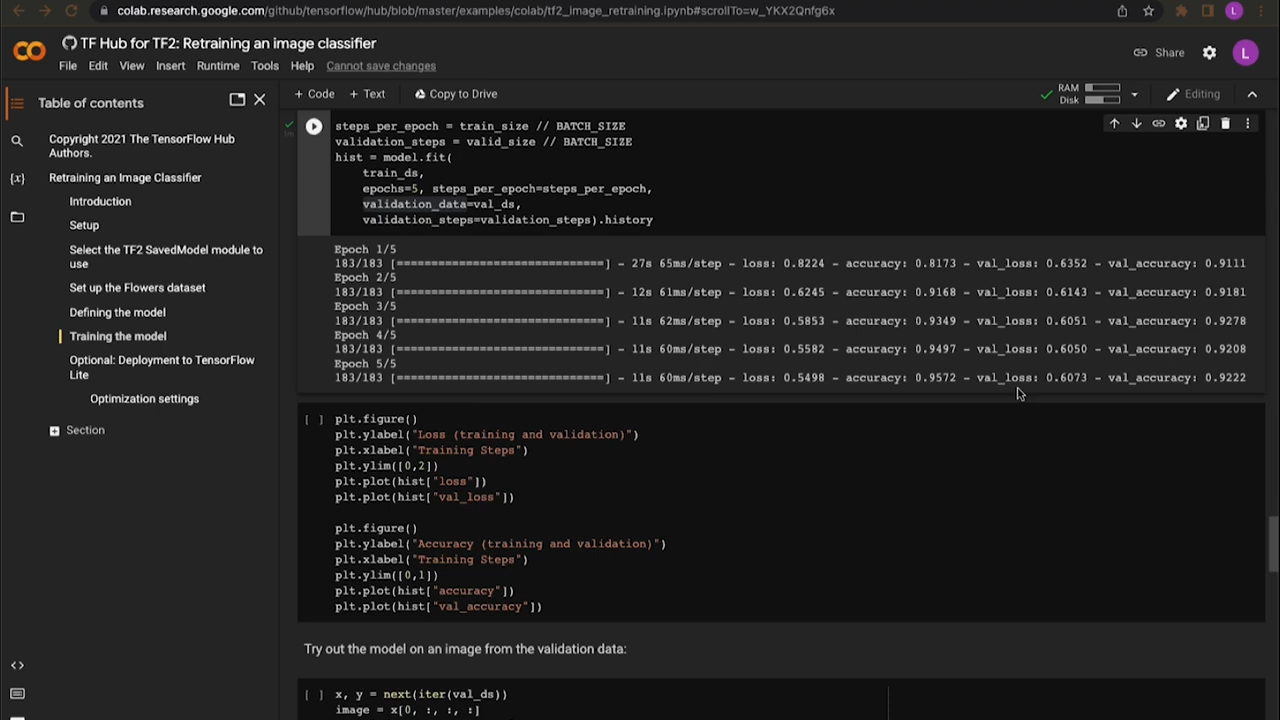 colab.research.google.com/github/tensorflow/hub/blob/master/examples/colab/tf2_image_retraining.ipynb#scrollTo=w_YKX2Qnfg6x
L
CO
TF Hub for TF2: Retraining an image classifier
Share
L
File Edit View Insert Runtime Tools Help Cannot save changes
Table of contents
+ Code + Text Copy to Drive
RAM
Disk
Editing
Copyright 2021 The TensorFlow Hub
Authors.
Retraining an Image Classifier
Introduction
Setup
Select the TF2 SavedModel module to
use
Set up the Flowers dataset
Defining the model
Training the model
Optional: Deployment to TensorFlow
Lite
Optimization settings
Section
{x}
<>
1m
steps_per_epoch = train_size // BATCH_SIZE
validation_steps = valid_size // BATCH_SIZE
hist = model.fit(
train_ds,
epochs=5, steps_per_epoch=steps_per_epoch,
validation_data=val_ds,
validation_steps=validation_steps).history
Epoch 1/5
183/183 [==============================] - 27s 65ms/step - loss: 0.8224 - accuracy: 0.8173 - val_loss: 0.6352 - val_accuracy: 0.9111
Epoch 2/5
183/183 [==============================] - 12s 61ms/step - loss: 0.6245 - accuracy: 0.9168 - val_loss: 0.6143 - val_accuracy: 0.9181
Epoch 3/5
183/183 [==============================] - 11s 62ms/step - loss: 0.5853 - accuracy: 0.9349 - val_loss: 0.6051 - val_accuracy: 0.9278
Epoch 4/5
183/183 [==============================] - 11s 60ms/step - loss: 0.5582 - accuracy: 0.9497 - val_loss: 0.6050 - val_accuracy: 0.9208
Epoch 5/5
183/183 [==============================] - 11s 60ms/step - loss: 0.5498 - accuracy: 0.9572 - val_loss: 0.6073 - val_accuracy: 0.9222
[ ] plt.figure()
plt.ylabel("Loss (training and validation)")
plt.xlabel("Training Steps")
plt.ylim([0,2])
plt.plot(hist["loss"])
plt.plot(hist["val_loss"])
plt.figure()
plt.ylabel("Accuracy (training and validation)")
plt.xlabel("Training Steps")
plt.ylim([0,1])
plt.plot(hist["accuracy"])
plt.plot(hist["val_accuracy"])
Try out the model on an image from the validation data:
[ ] x, y = next(iter(val_ds))
image = x[0, :, :, :]